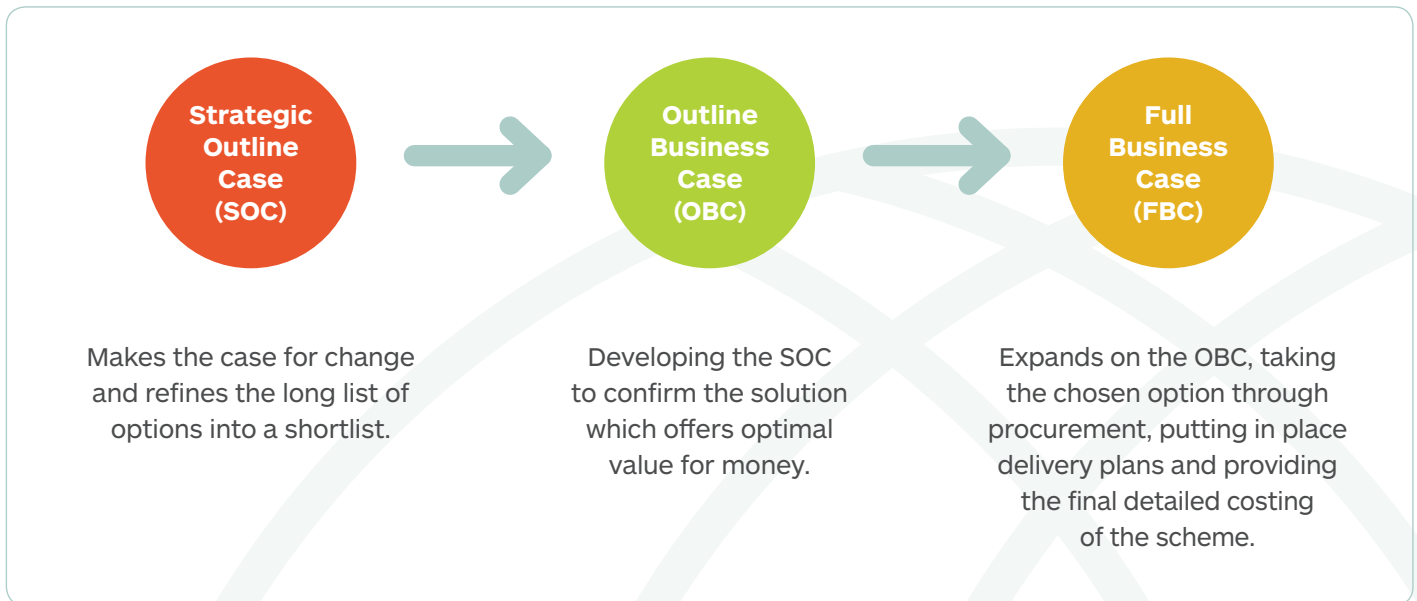 Strategic
Outline
Case
(SOC)
Outline
Business
Case
(OBC)
Full
Business
Case
(FBC)
Makes the case for change
and refines the long list of
options into a shortlist.
Developing the SOC
to confirm the solution
which offers optimal
value for money.
Expands on the OBC, taking
the chosen option through
procurement, putting in place
delivery plans and providing
the final detailed costing
of the scheme.